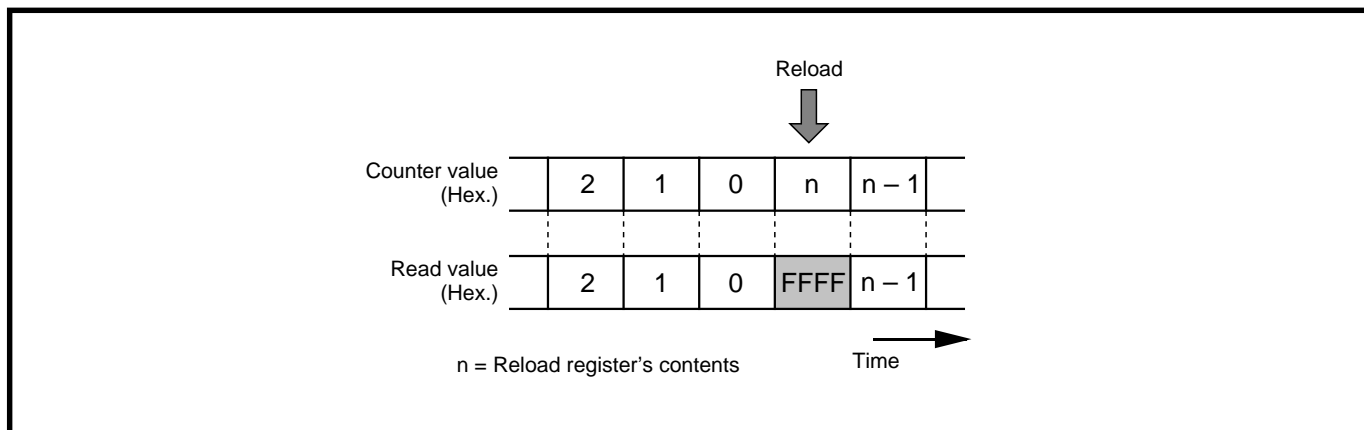 Reload
Counter value
(Hex.)
2 1 0 n n – 1
Read value
(Hex.)
2 1 0 FFFF n – 1
n = Reload register’s contents
Time